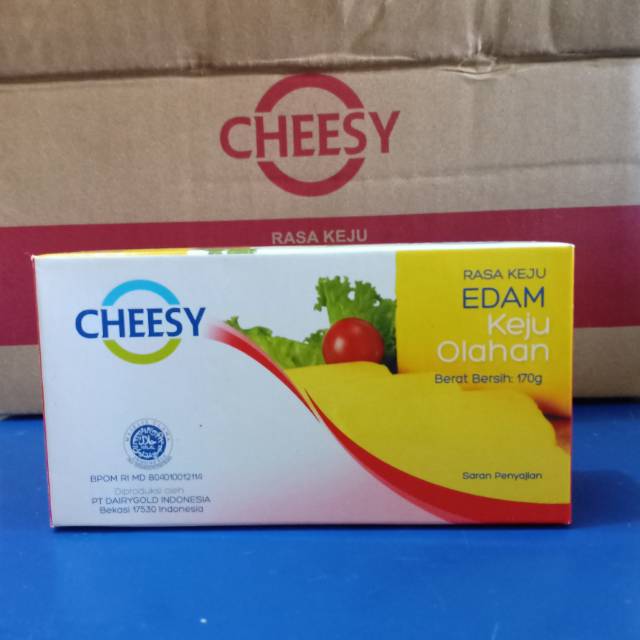 CHEESY
RASA KEJU
CHEESY
RASA KEJU
EDAM
Keju
Olahan
Berat Bersih: 170g
BPOM RI MD 804010012114
Diproduksi oleh
PT DAIRYGOLD INDONESIA
Bekasi 17530 Indonesia
Saran Penyajian